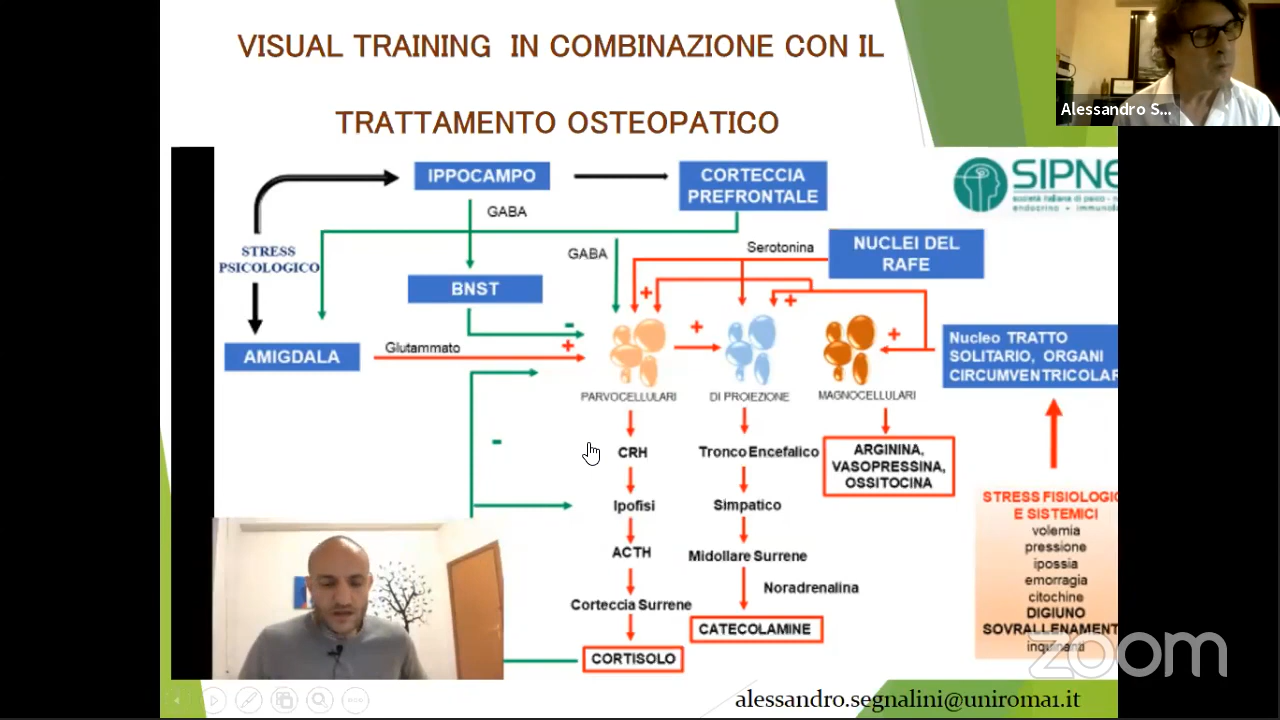 VISUAL TRAINING IN COMBINAZIONE CON IL
TRATTAMENTO OSTEOPATICO
Alessandro S...
IPPOCAMPO
CORTECCIA
PREFRONTALE
SIPNE
GABA
STRESS
PSICOLOGICO
GABA
Serotonina
NUCLEI DEL
RAFE
BNST
AMIGDALA
Glutammato
Nucleo TRATTO
SOLITARIO, ORGANI
CIRCUMVENTRICOLAR
PARVOCELLULARI
DI PROIEZIONE
MAGNOCELLULARI
CRH
Tronco Encefalico
ARGININA,
VASOPRESSINA,
OSSITOCINA
Ipofisi
Simpatico
ACTH
Midollare Surrene
Noradrenalina
Corteccia Surrene
CATECOLAMINE
CORTISOLO
STRESS FISIOLOGIC
E SISTEMICI
volemia
pressione
ipossia
emorragia
citochine
DIGIUNO
SOVRALLENAMENT
inquinanti
zoom
alessandro.segnalini@uniroma1.it